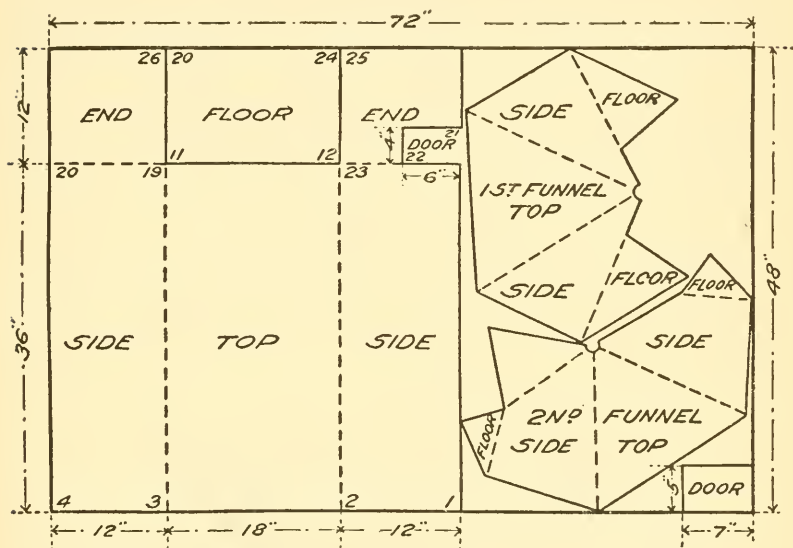 72"
26 20 24 25
12"
END FLOOR END
SIDE FLOOR
4" DOOR 21
22
11 12
20 19 23
6"
1ST FUNNEL
TOP
48"
SIDE FLOOR
FLOOR
36"
SIDE TOP SIDE
SIDE
2ND FUNNEL
SIDE TOP
FLOOR
5" DOOR
4 3 2 1
12" 18" 12" 7"